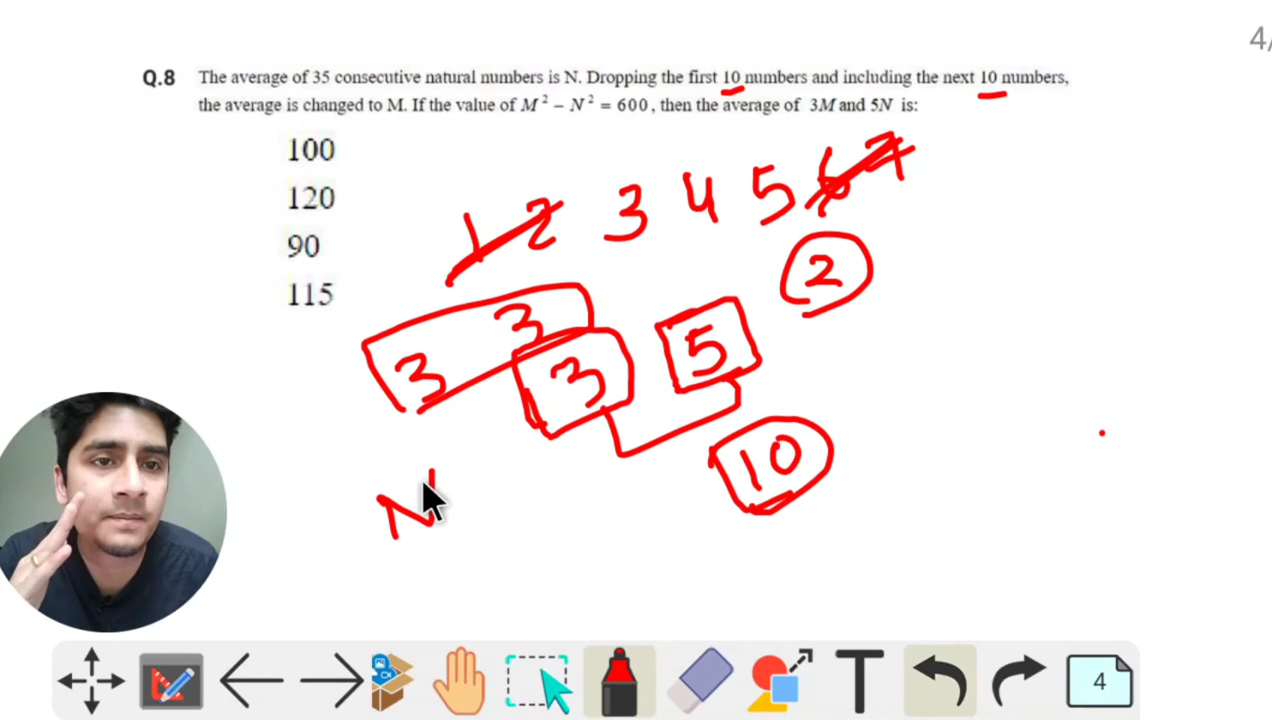 4/
Q.8 The average of 35 consecutive natural numbers is N. Dropping the first 10 numbers and including the next 10 numbers,
the average is changed to M. If the value of M² − N² = 600, then the average of 3M and 5N is:
100
120
90
115
1 2 3 4 5 6 7
2
3 3
3 5
10
N
T
4